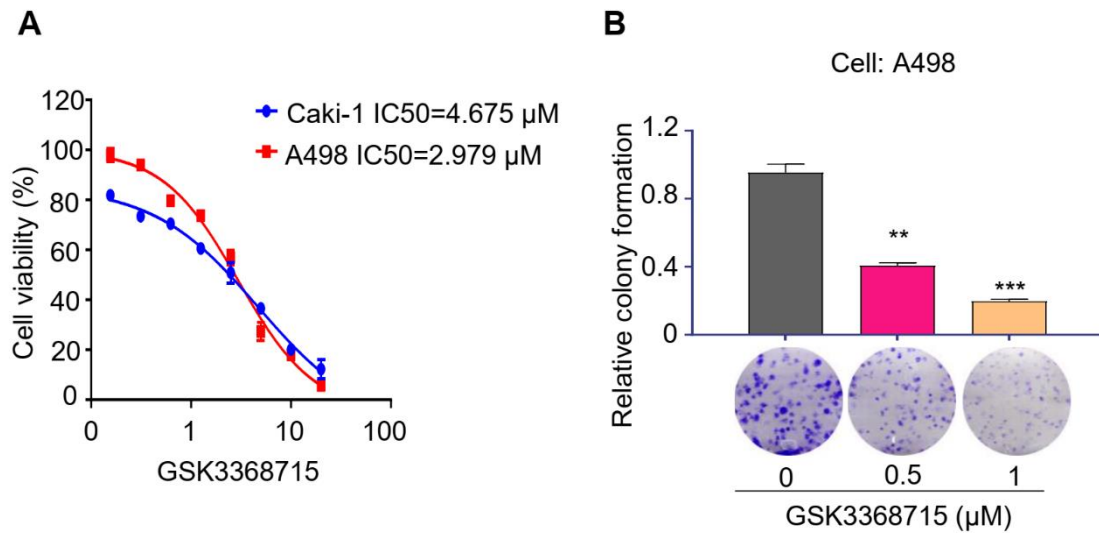 A
120
100
80
60
40
20
0
Cell viability (%)
0
1
10
100
GSK3368715
Caki-1 IC50=4.675 µM
A498 IC50=2.979 µM
B
Cell: A498
1.2
0.8
0.4
0
Relative colony formation
**
***
0
0.5
1
GSK3368715 (µM)